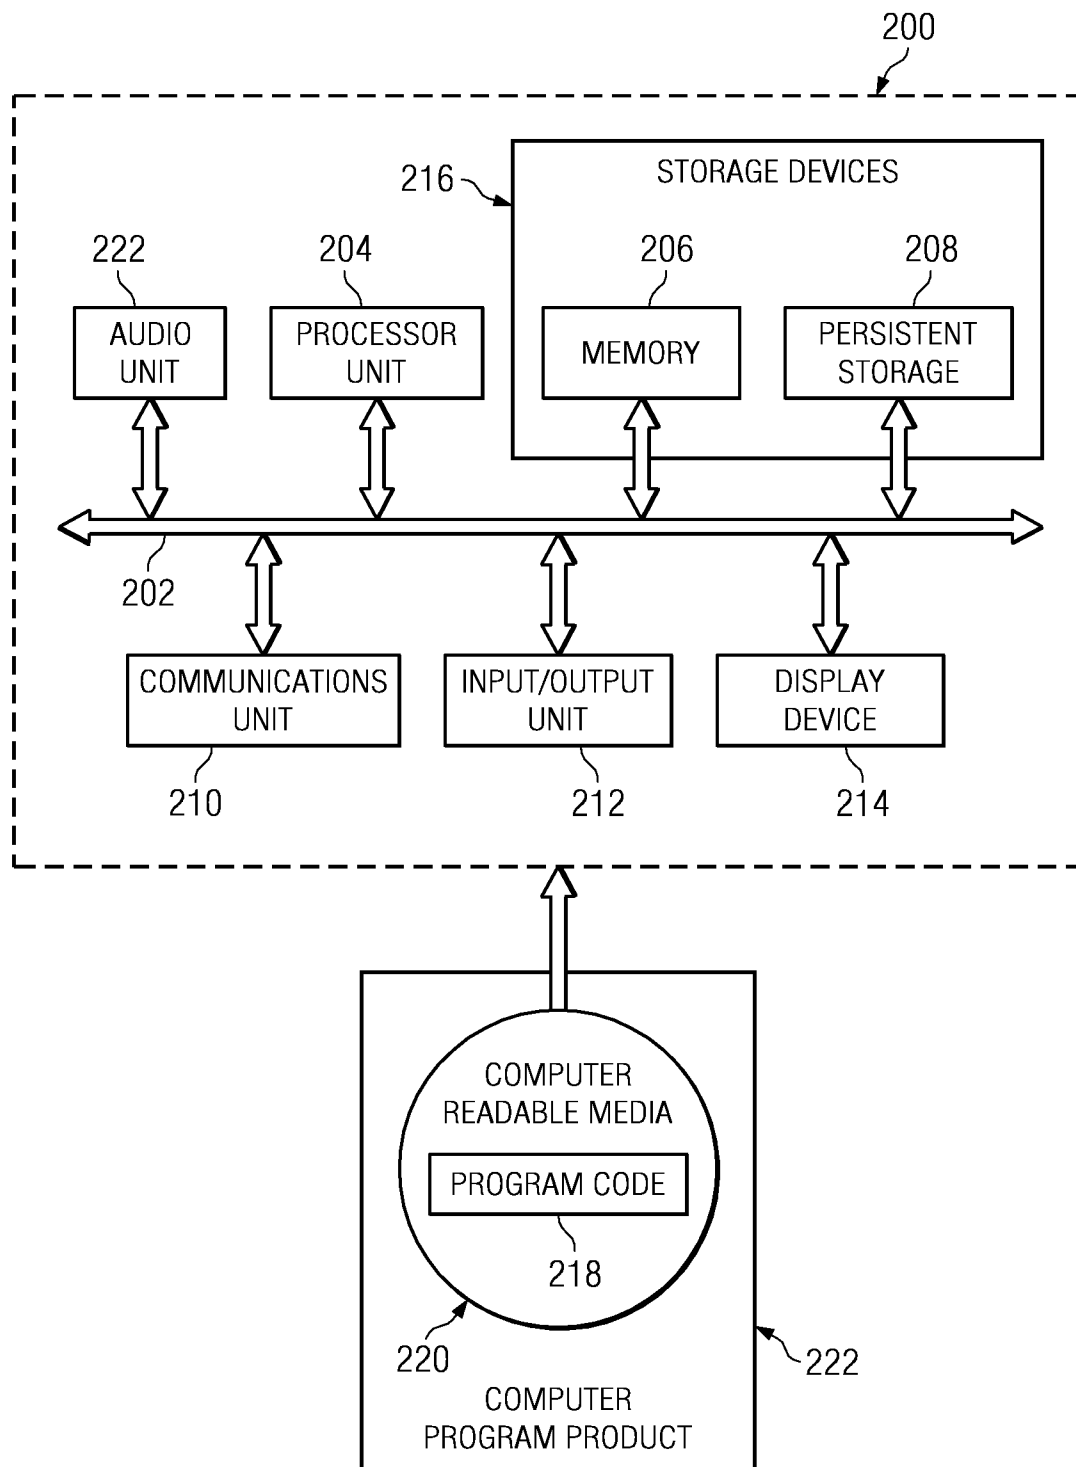 200
STORAGE DEVICES
216
222
204
206
208
AUDIO
UNIT
PROCESSOR
UNIT
MEMORY
PERSISTENT
STORAGE
202
COMMUNICATIONS
UNIT
INPUT/OUTPUT
UNIT
DISPLAY
DEVICE
210
212
214
COMPUTER
READABLE MEDIA
PROGRAM CODE
218
220
222
COMPUTER
PROGRAM PRODUCT